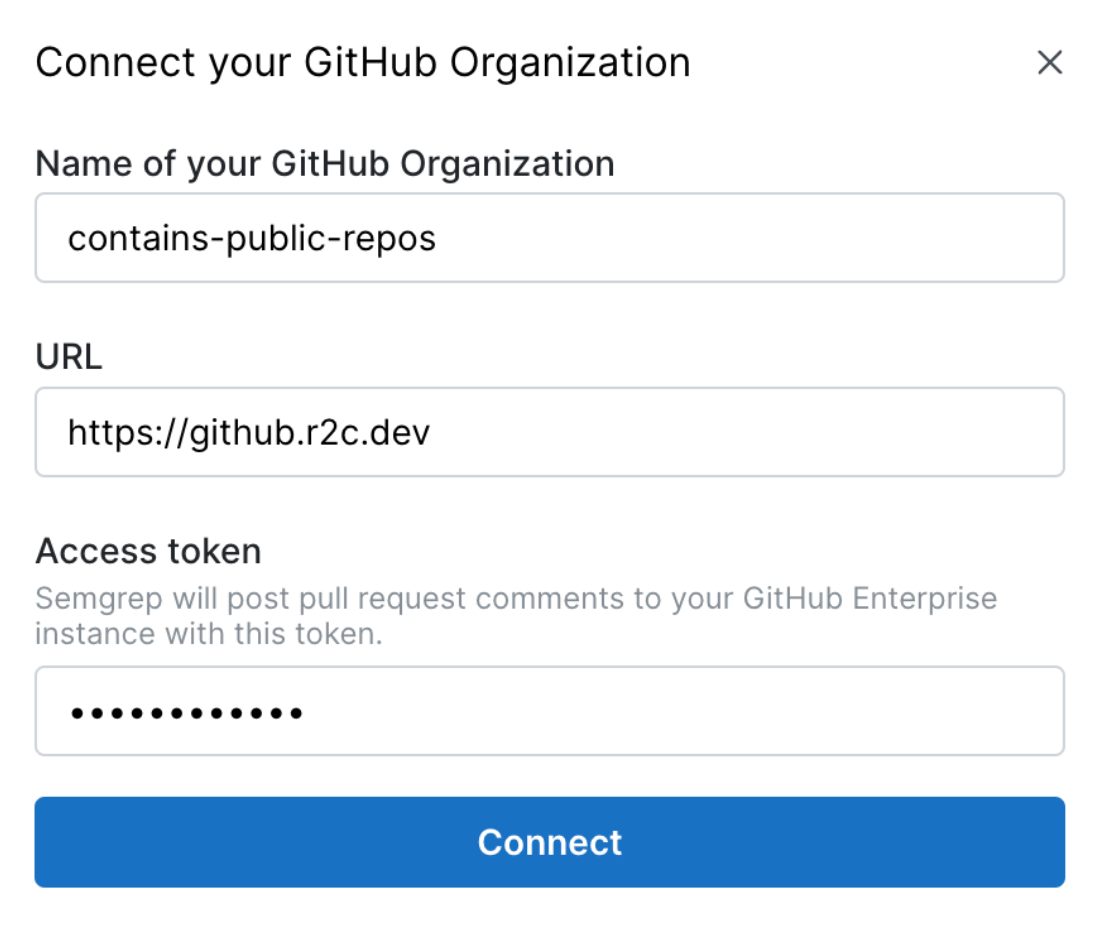 Connect your GitHub Organization
Name of your GitHub Organization
contains-public-repos
URL
https://github.r2c.dev
Access token
Semgrep will post pull request comments to your GitHub Enterprise
instance with this token.
••••••••••••
Connect